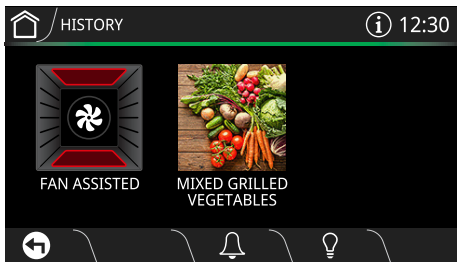 HISTORY
12:30
FAN ASSISTED
MIXED GRILLED
VEGETABLES